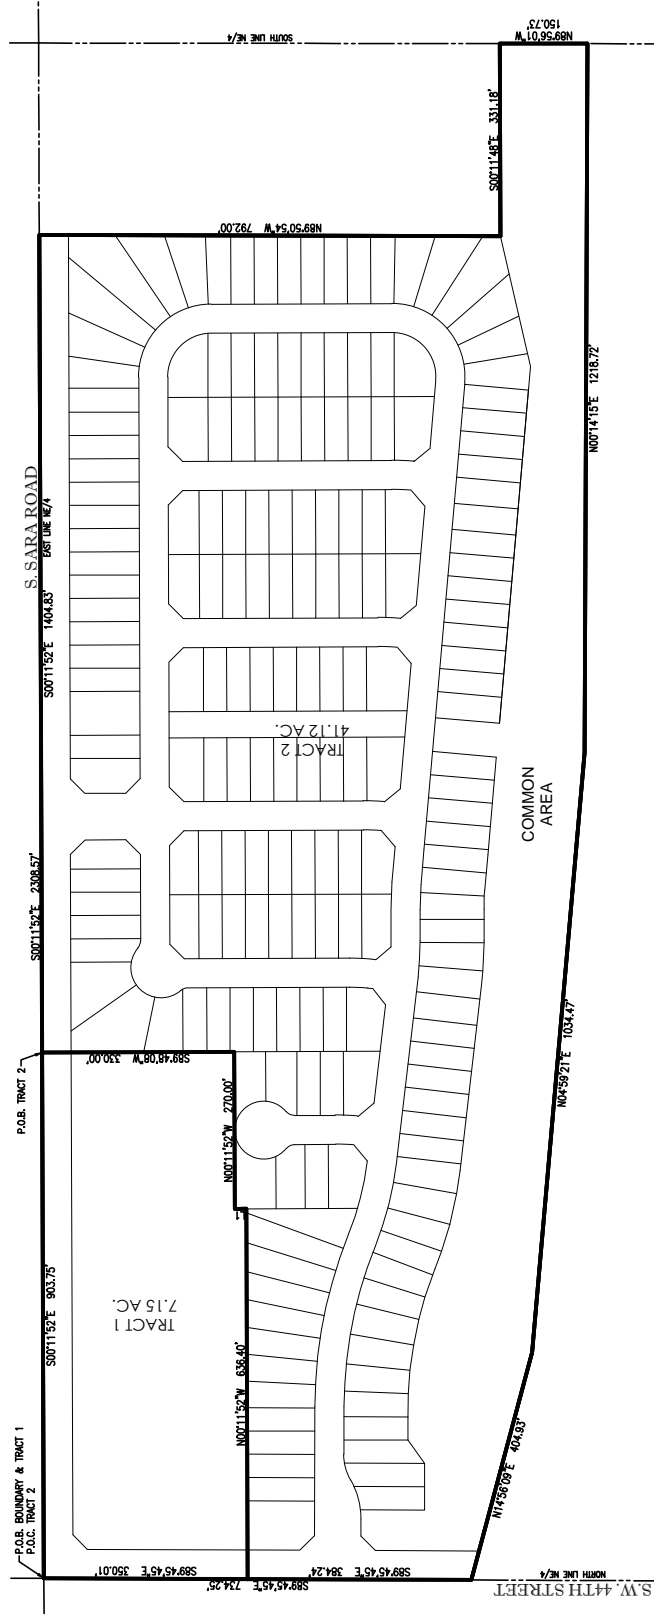 150.73'
N89°56'01"W
SOUTH LINE NE/4
S00°11'48"E 331.18'
N89°50'54"W 792.00'
N00°14'15"E 1218.72'
S. SARA ROAD
EAST LINE NE/4
S00°11'52"E 1404.83'
TRACT 2
41.12 AC.
COMMON
AREA
S00°11'52"E 2308.57'
N04°59'21"E 1034.47'
P.O.B. TRACT 2
S89°48'08"W 330.00'
N00°11'52"W 270.00'
L1
S00°11'52"E 903.75'
TRACT 1
7.15 AC.
N00°11'52"W 636.40'
N14°56'09"E 404.93'
P.O.B. BOUNDARY & TRACT 1
P.O.C. TRACT 2
S89°45'45"E 350.01'
S89°45'45"E 734.25'
S89°45'45"E 384.24'
NORTH LINE NE/4
S.W. 44TH STREET